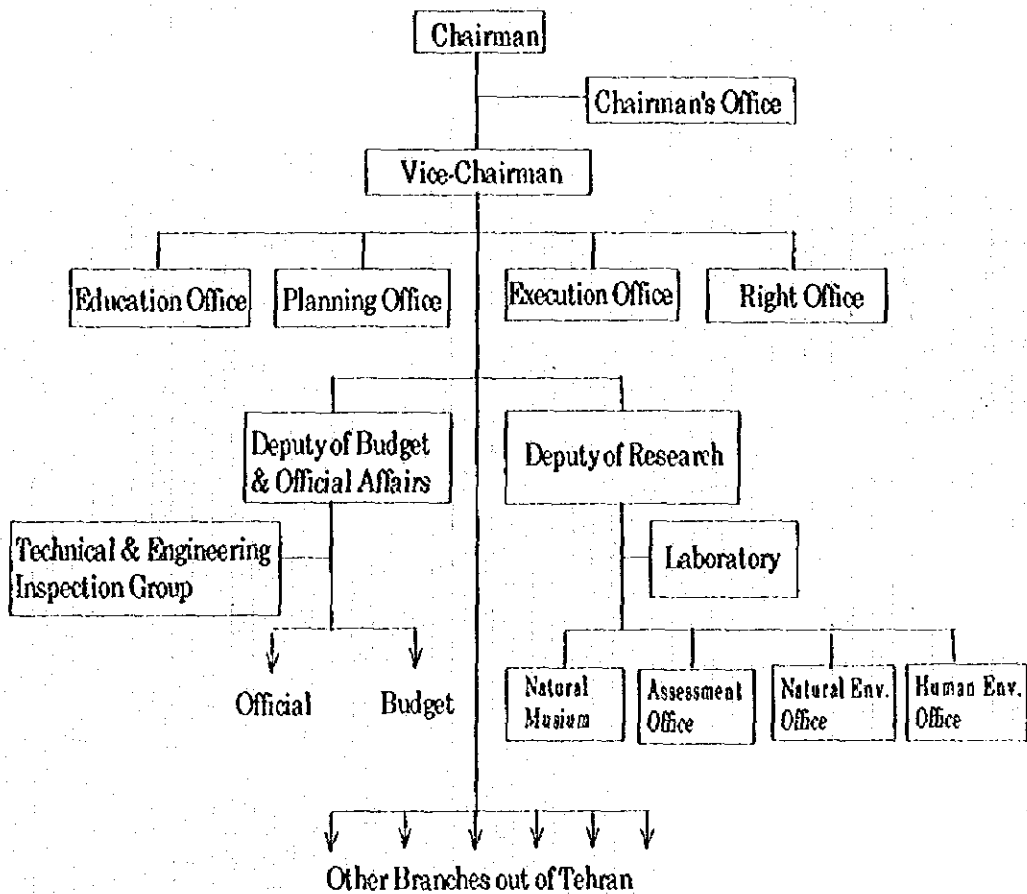 Chairman
Chairman's Office
Vice-Chairman
Education Office
Planning Office
Execution Office
Right Office
Deputy of Budget
& Official Affairs
Deputy of Research
Technical & Engineering
Inspection Group
Laboratory
Official
Budget
Natural
Musium
Assessment
Office
Natural Env.
Office
Human Env.
Office
Other Branches out of Tehran